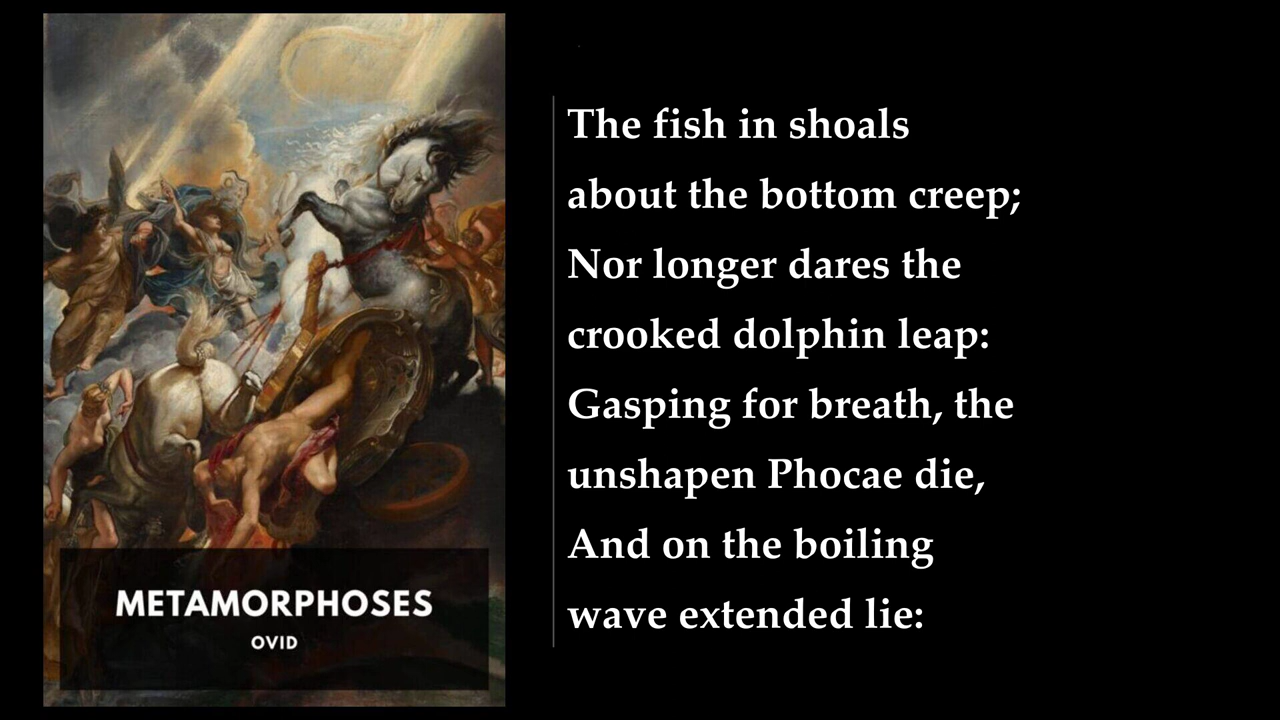 METAMORPHOSES
OVID
The fish in shoals
about the bottom creep;
Nor longer dares the
crooked dolphin leap:
Gasping for breath, the
unshapen Phocae die,
And on the boiling
wave extended lie: